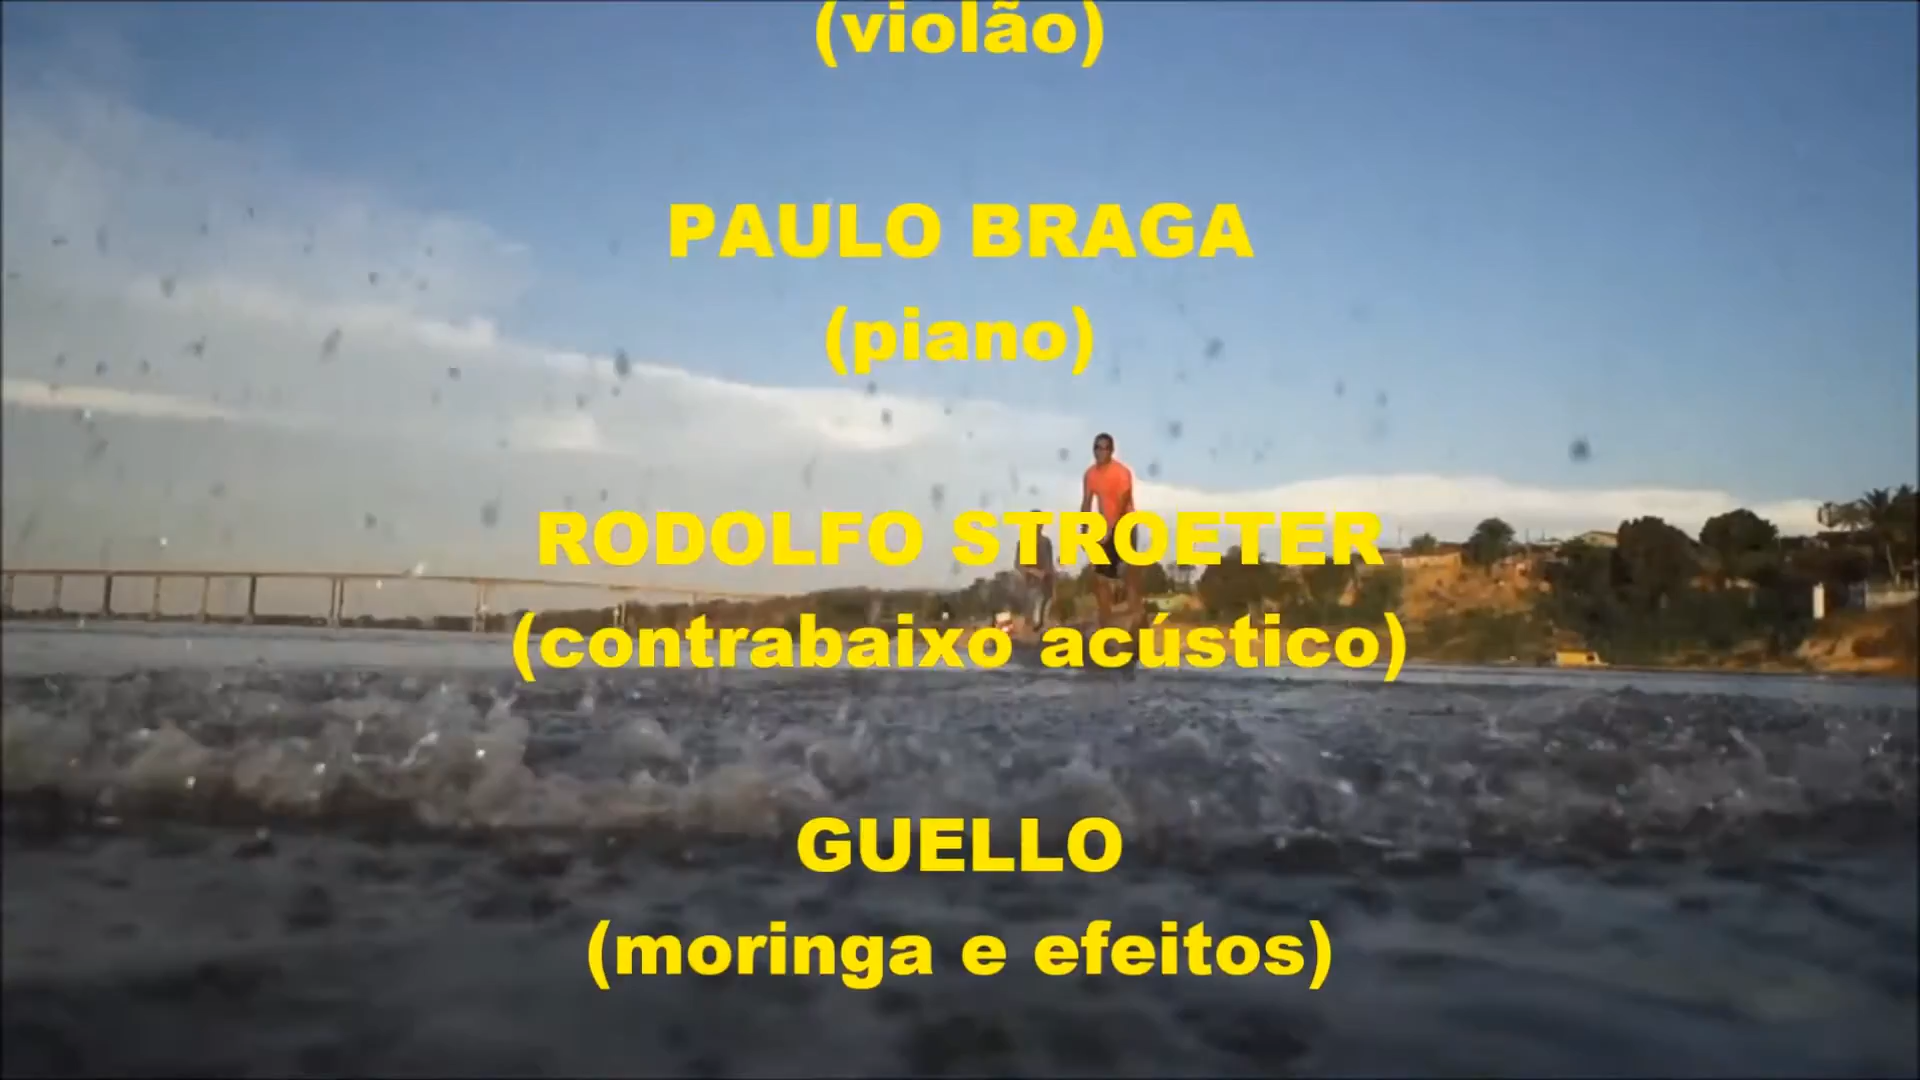 (violão)
PAULO BRAGA
(piano)
RODOLFO STROETER
(contrabaixo acústico)
GUELLO
(moringa e efeitos)